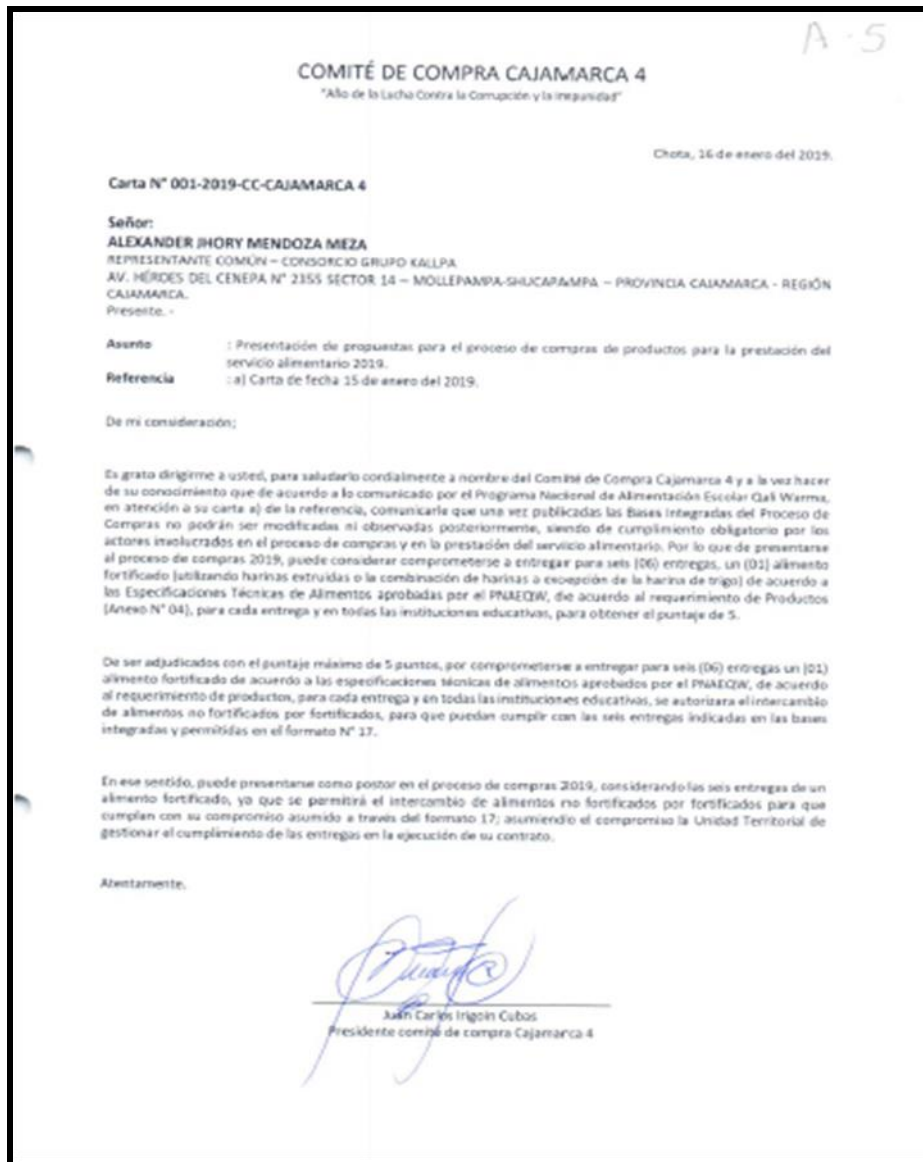 A-5
COMITÉ DE COMPRA CAJAMARCA 4
"Año de la Lucha Contra la Corrupción y la Impunidad"
Chota, 16 de enero del 2019.
Carta N° 001-2019-CC-CAJAMARCA 4
Señor:
ALEXANDER JHORY MENDOZA MEZA
REPRESENTANTE COMÚN – CONSORCIO GRUPO KALLPA
AV. HÉRDES DEL CENEPA N° 2355 SECTOR 14 – MOLLEPAMPA-SHUCAPAMPA – PROVINCIA CAJAMARCA - REGIÓN
CAJAMARCA.
Presente. -
Asunto : Presentación de propuestas para el proceso de compras de productos para la prestación del
servicio alimentario 2019.
Referencia : a) Carta de fecha 15 de enero del 2019.
De mi consideración;
Es grato dirigirme a usted, para saludarlo cordialmente a nombre del Comité de Compra Cajamarca 4 y a la vez hacer
de su conocimiento que de acuerdo a lo comunicado por el Programa Nacional de Alimentación Escolar Qali Warma,
en atención a su carta a) de la referencia, comunicarle que una vez publicadas las Bases Integradas del Proceso de
Compras no podrán ser modificadas ni observadas posteriormente, siendo de cumplimiento obligatorio por los
actores involucrados en el proceso de compras y en la prestación del servicio alimentario. Por lo que de presentarse
al proceso de compras 2019, puede considerar comprometerse a entregar para seis (06) entregas, un (01) alimento
fortificado (utilizando harinas extruidas o la combinación de harinas a excepción de la harina de trigo) de acuerdo a
las Especificaciones Técnicas de Alimentos aprobadas por el PNAEQW, de acuerdo al requerimiento de Productos
(Anexo N° 04), para cada entrega y en todas las instituciones educativas, para obtener el puntaje de 5.
De ser adjudicados con el puntaje máximo de 5 puntos, por comprometerse a entregar para seis (06) entregas un (01)
alimento fortificado de acuerdo a las especificaciones técnicas de alimentos aprobados por el PNAEQW, de acuerdo
al requerimiento de productos, para cada entrega y en todas las instituciones educativas, se autorizara el intercambio
de alimentos no fortificados por fortificados, para que puedan cumplir con las seis entregas indicadas en las bases
integradas y permitidas en el formato N° 17.
En ese sentido, puede presentarse como postor en el proceso de compras 2019, considerando las seis entregas de un
alimento fortificado, ya que se permitirá el intercambio de alimentos no fortificados por fortificados para que
cumplan con su compromiso asumido a través del formato 17; asumiendo el compromiso la Unidad Territorial de
gestionar el cumplimiento de las entregas en la ejecución de su contrato.
Atentamente.
Juan Carlos Irigoin Cubas
Presidente comité de compra Cajamarca 4